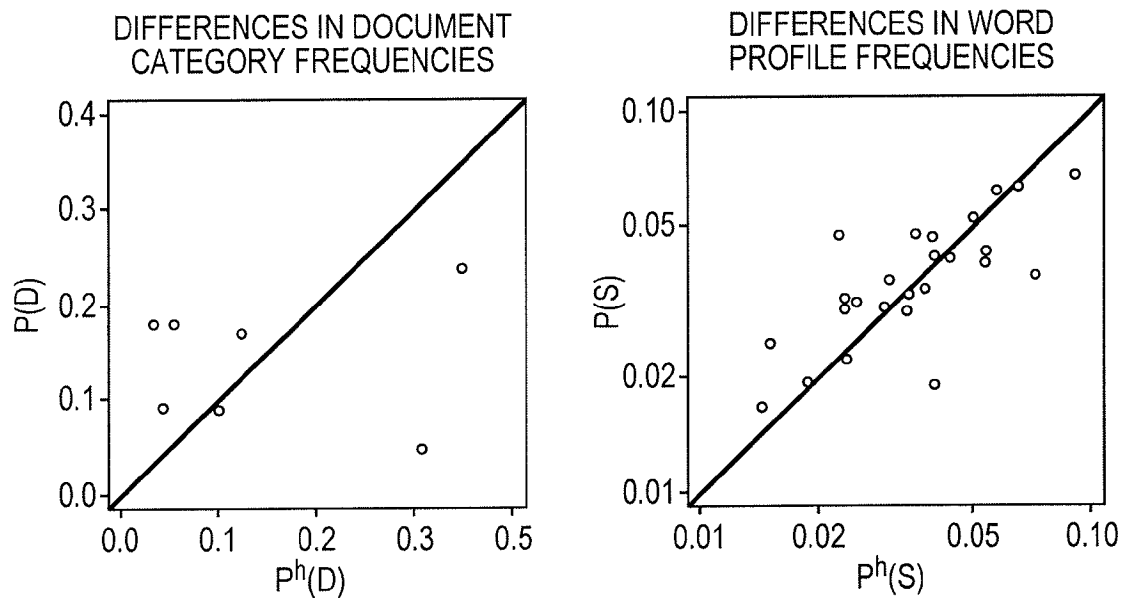 DIFFERENCES IN DOCUMENT
CATEGORY FREQUENCIES
0.4
0.3
0.2
0.1
0.0
P(D)
0.0 0.1 0.2 0.3 0.5
Pʰ(D)
DIFFERENCES IN WORD
PROFILE FREQUENCIES
0.10
0.05
0.02
0.01
P(S)
0.01 0.02 0.05 0.10
Pʰ(S)